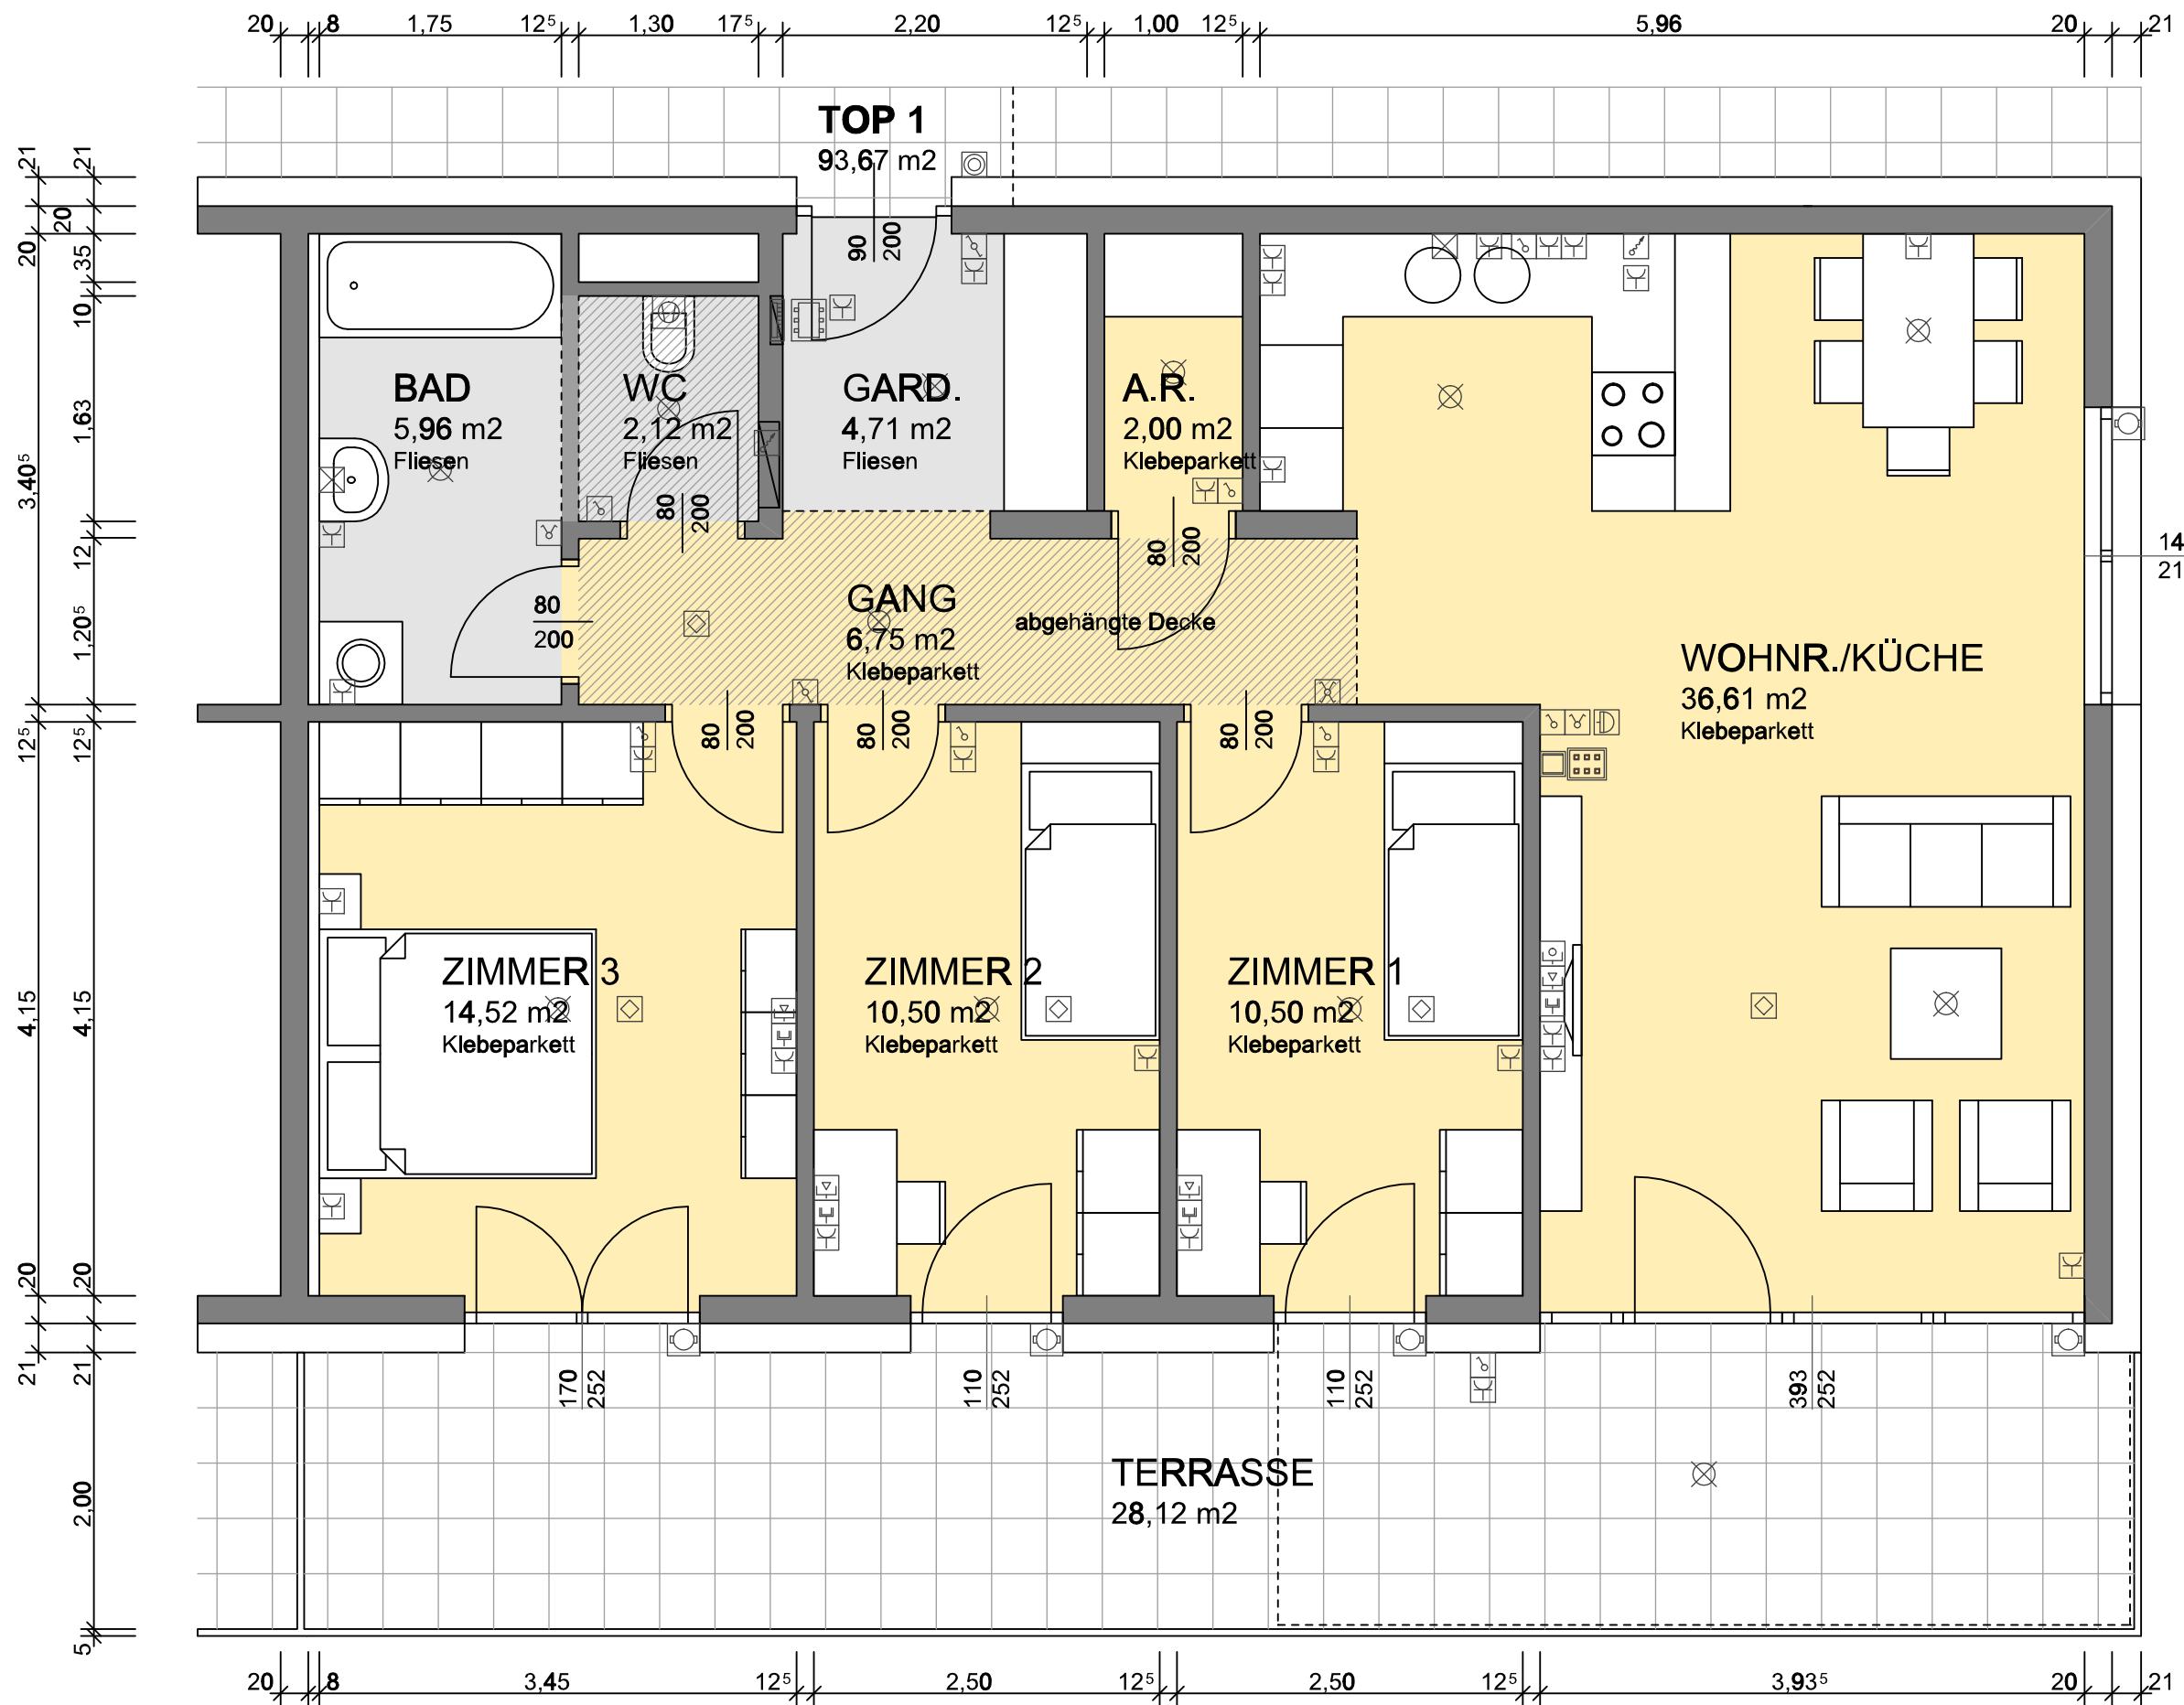 20 8 1,75 12⁵ 1,30 17⁵ 2,20 12⁵ 1,00 12⁵ 5,96 20 21
TOP 1
93,67 m2
90
200
21 21
20
20
35
10
1,63
3,40⁵
12
1,20⁵
12⁵ 12⁵
4,15 4,15
20 20
21 21
2,00
5
BAD
5,96 m2
Fliesen
WC
2,12 m2
Fliesen
80
200
GARD.
4,71 m2
Fliesen
A.R.
2,00 m2
Klebeparkett
80
200
80
200
GANG
6,75 m2
Klebeparkett
abgehängte Decke
14
21
WOHNR./KÜCHE
36,61 m2
Klebeparkett
80
200
80
200
80
200
ZIMMER 3
14,52 m2
Klebeparkett
ZIMMER 2
10,50 m2
Klebeparkett
ZIMMER 1
10,50 m2
Klebeparkett
170
252
110
252
110
252
393
252
TERRASSE
28,12 m2
20 8 3,45 12⁵ 2,50 12⁵ 2,50 12⁵ 3,93⁵ 20 21